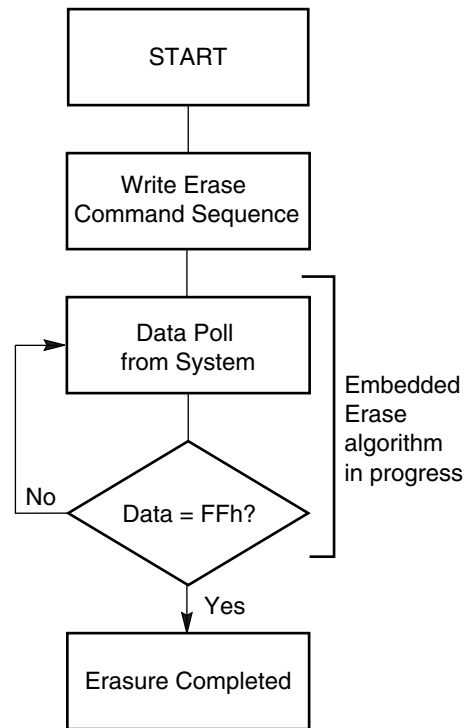 START
Write Erase
Command Sequence
Data Poll
from System
Embedded
Erase
algorithm
in progress
No
Data = FFh?
Yes
Erasure Completed